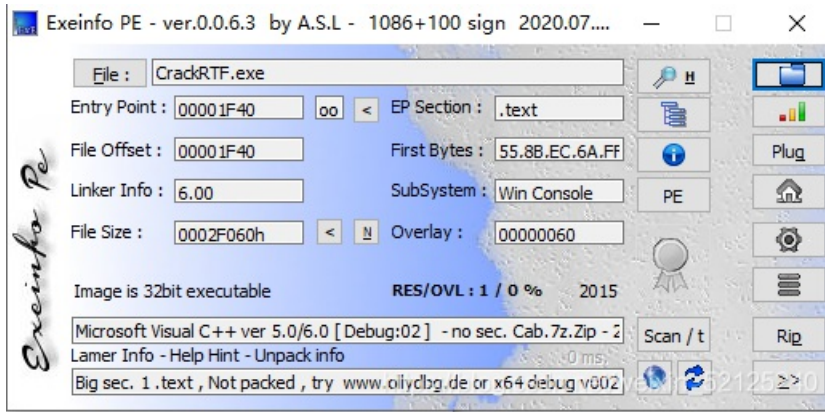 Exeinfo PE - ver.0.0.6.3 by A.S.L - 1086+100 sign 2020.07....
File : CrackRTF.exe H
Entry Point : 00001F40 oo < EP Section : .text
File Offset : 00001F40 First Bytes : 55.8B.EC.6A.FF Plug
Linker Info : 6.00 SubSystem : Win Console PE
File Size : 0002F060h < N Overlay : 00000060
Image is 32bit executable RES/OVL : 1 / 0 % 2015
Microsoft Visual C++ ver 5.0/6.0 [ Debug:02 ] - no sec. Cab.7z.Zip - 2 Scan / t Rip
Lamer Info - Help Hint - Unpack info 0 ms.
Big sec. 1 .text , Not packed , try www.ollydbg.de or x64 debug v002 >>
Exeinfo Pe